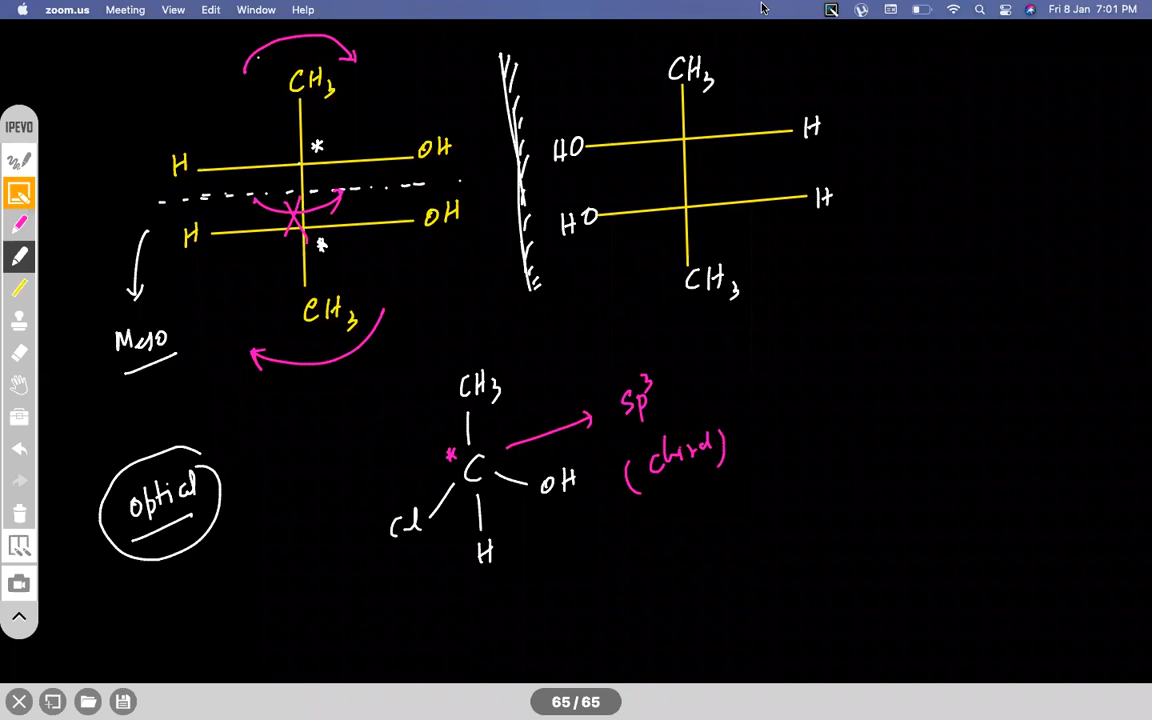 zoom.us Meeting View Edit Window Help Fri 8 Jan 7:01 PM
IPEVO
CH3
H * OH
H * OH
CH3
Meso
CH3
HO H
HO H
CH3
optical
CH3
* C
Cl OH
H
sp3
(chiral)
65 / 65